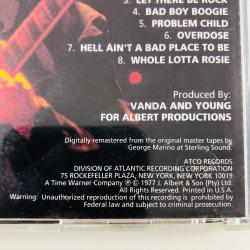 3. LET THERE BE ROCK
4. BAD BOY BOOGIE
5. PROBLEM CHILD
6. OVERDOSE
7. HELL AIN'T A BAD PLACE TO BE
8. WHOLE LOTTA ROSIE
Produced By:
VANDA AND YOUNG
FOR ALBERT PRODUCTIONS
Digitally remastered from the original master tapes by
George Marino at Sterling Sound.
ATCO RECORDS
DIVISION OF ATLANTIC RECORDING CORPORATION
75 ROCKEFELLER PLAZA, NEW YORK, NEW YORK 10019
A Time Warner Company ℗ © 1977 J. Albert & Son (Pty) Ltd.
All Rights Reserved. Printed in U.S.A.
Warning: Unauthorized reproduction of this recording is prohibited by
Federal law and subject to criminal prosecution.